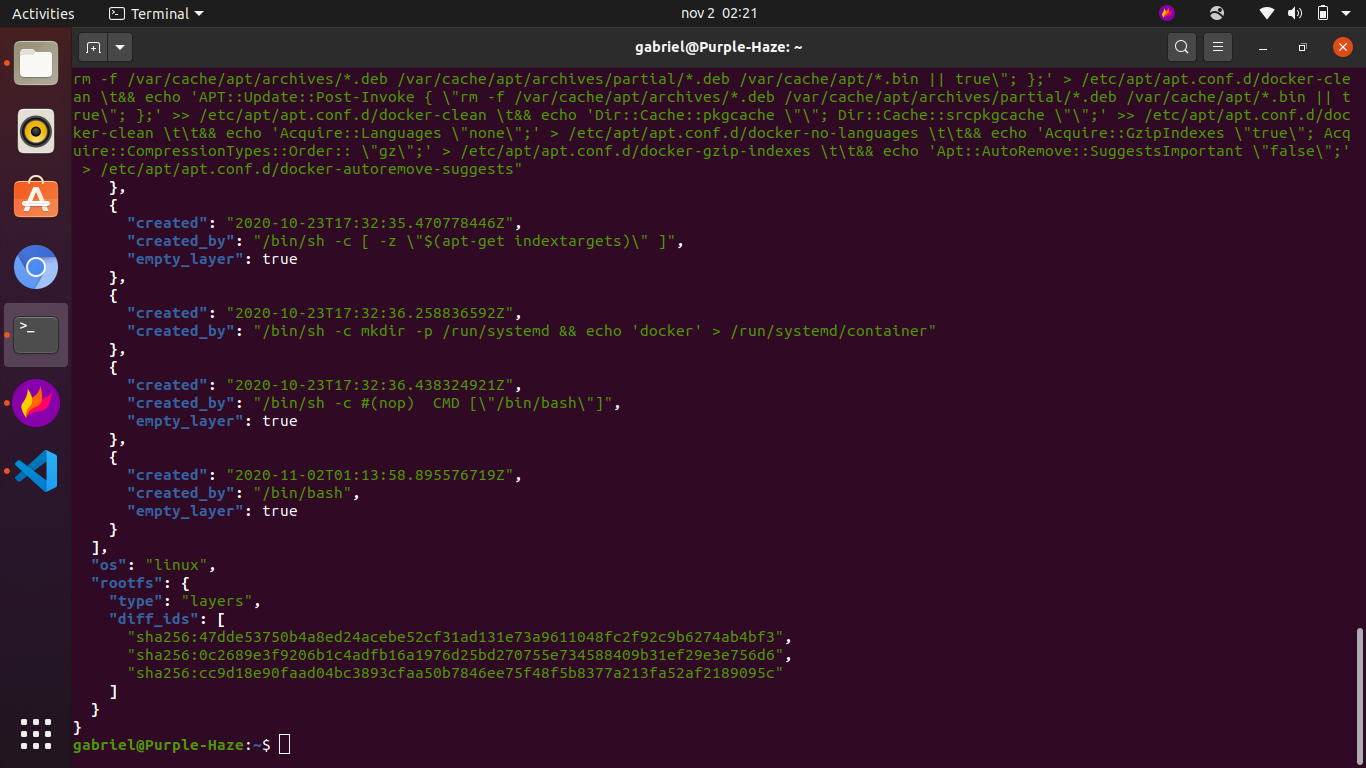 Activities
Terminal
nov 2 02:21
gabriel@Purple-Haze: ~
rm -f /var/cache/apt/archives/*.deb /var/cache/apt/archives/partial/*.deb /var/cache/apt/*.bin || true\"; };' > /etc/apt/apt.conf.d/docker-cle
an \t&& echo 'APT::Update::Post-Invoke { \"rm -f /var/cache/apt/archives/*.deb /var/cache/apt/archives/partial/*.deb /var/cache/apt/*.bin || t
rue\"; };' >> /etc/apt/apt.conf.d/docker-clean \t&& echo 'Dir::Cache::pkgcache \"\"; Dir::Cache::srcpkgcache \"\";' >> /etc/apt/apt.conf.d/doc
ker-clean \t\t&& echo 'Acquire::Languages \"none\";' > /etc/apt/apt.conf.d/docker-no-languages \t\t&& echo 'Acquire::GzipIndexes \"true\"; Acq
uire::CompressionTypes::Order:: \"gz\";' > /etc/apt/apt.conf.d/docker-gzip-indexes \t\t&& echo 'Apt::AutoRemove::SuggestsImportant \"false\";'
 > /etc/apt/apt.conf.d/docker-autoremove-suggests"
    },
    {
      "created": "2020-10-23T17:32:35.470778446Z",
      "created_by": "/bin/sh -c [ -z \"$(apt-get indextargets)\" ]",
      "empty_layer": true
    },
    {
      "created": "2020-10-23T17:32:36.258836592Z",
      "created_by": "/bin/sh -c mkdir -p /run/systemd && echo 'docker' > /run/systemd/container"
    },
    {
      "created": "2020-10-23T17:32:36.438324921Z",
      "created_by": "/bin/sh -c #(nop)  CMD [\"/bin/bash\"]",
      "empty_layer": true
    },
    {
      "created": "2020-11-02T01:13:58.895576719Z",
      "created_by": "/bin/bash",
      "empty_layer": true
    }
  ],
  "os": "linux",
  "rootfs": {
    "type": "layers",
    "diff_ids": [
      "sha256:47dde53750b4a8ed24acebe52cf31ad131e73a9611048fc2f92c9b6274ab4bf3",
      "sha256:0c2689e3f9206b1c4adfb16a1976d25bd270755e734588409b31ef29e3e756d6",
      "sha256:cc9d18e90faad04bc3893cfaa50b7846ee75f48f5b8377a213fa52af2189095c"
    ]
  }
}
gabriel@Purple-Haze:~$